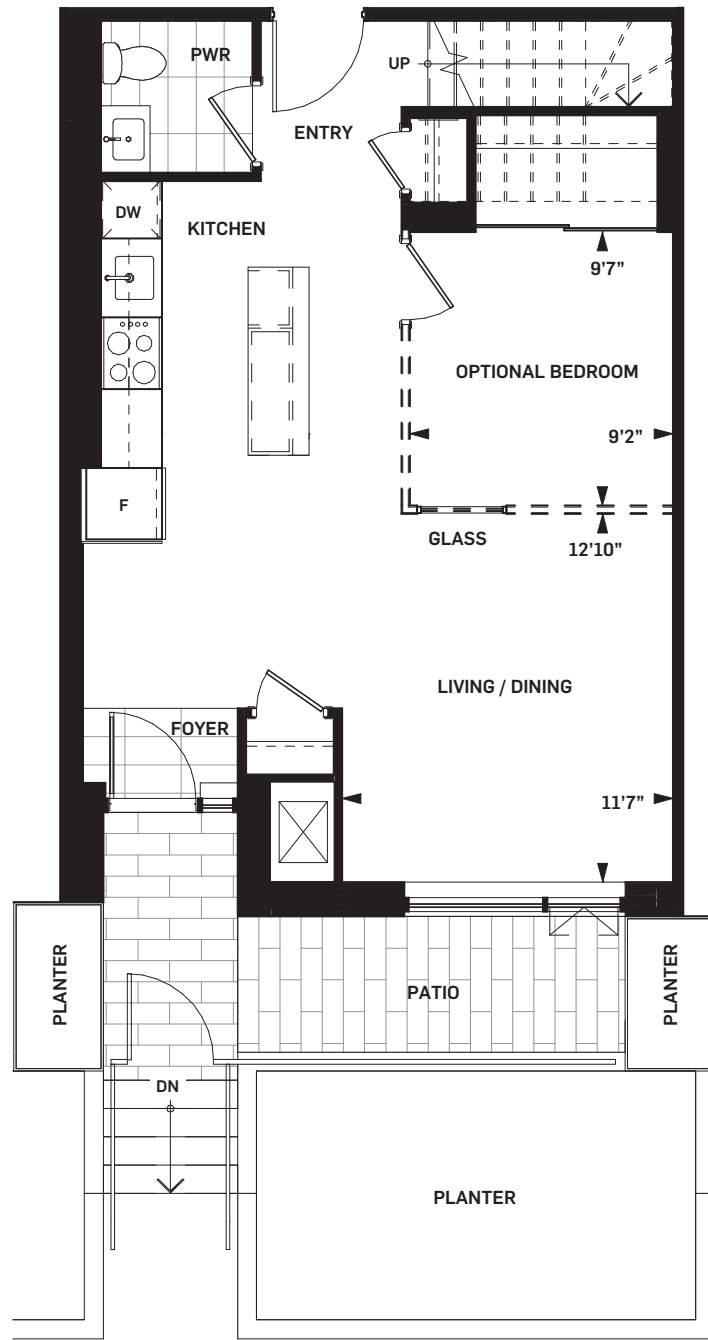 PWR
UP
ENTRY
DW
KITCHEN
9’7”
OPTIONAL BEDROOM
9’2”
F
GLASS
12’10”
LIVING / DINING
FOYER
11’7”
PLANTER
PATIO
PLANTER
DN
PLANTER